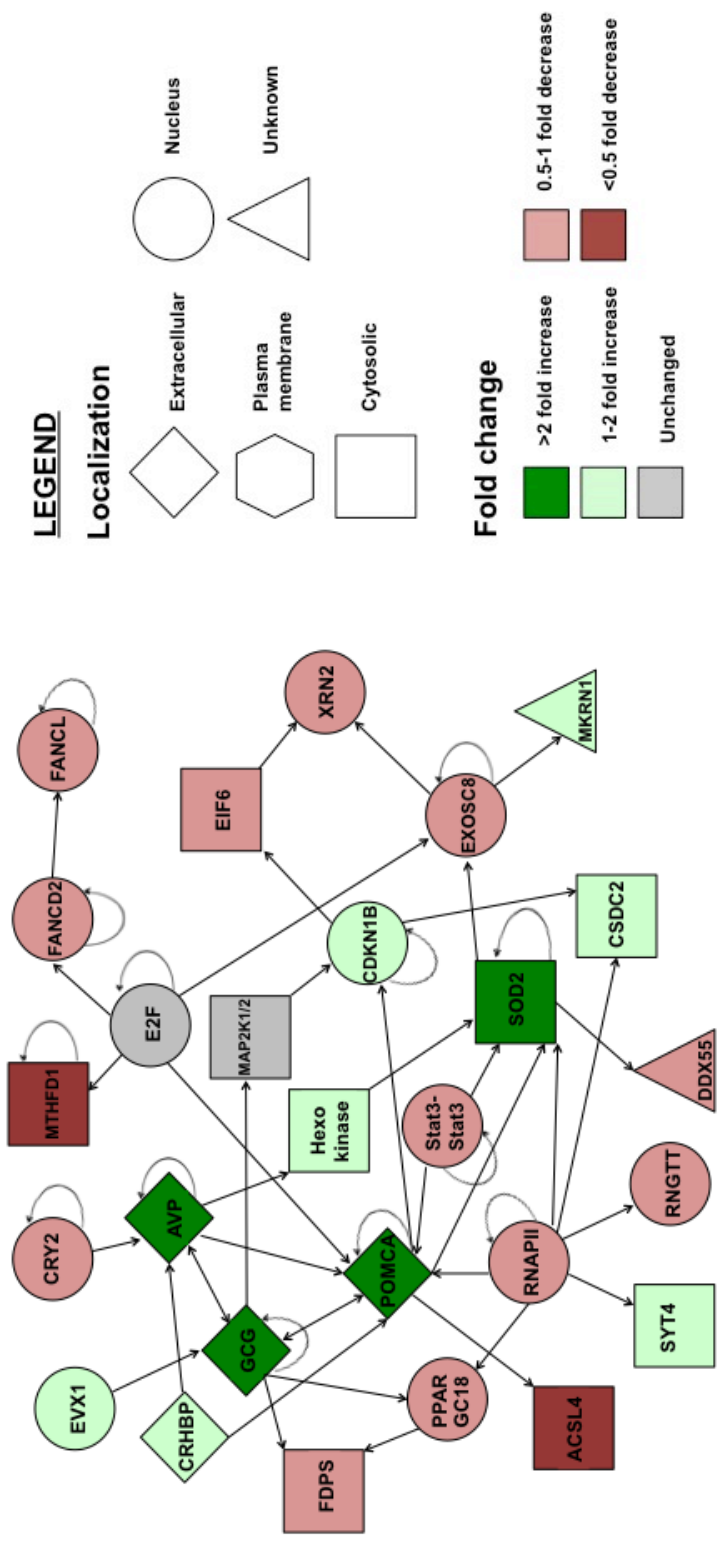 FANCL
FANCD2
MTHFD1
E2F
CRY2
AVP
EVX1
CRHBP
GCG
MAP2K1/2
EIF6
XRN2
Hexo
kinase
CDKN1B
EXOSC8
MKRN1
FDPS
POMCA
Stat3-
Stat3
SOD2
CSDC2
PPAR
GC18
RNAPII
DDX55
ACSL4
SYT4
RNGTT
LEGEND
Localization
Extracellular
Nucleus
Plasma
membrane
Unknown
Cytosolic
Fold change
>2 fold increase
0.5-1 fold decrease
1-2 fold increase
<0.5 fold decrease
Unchanged